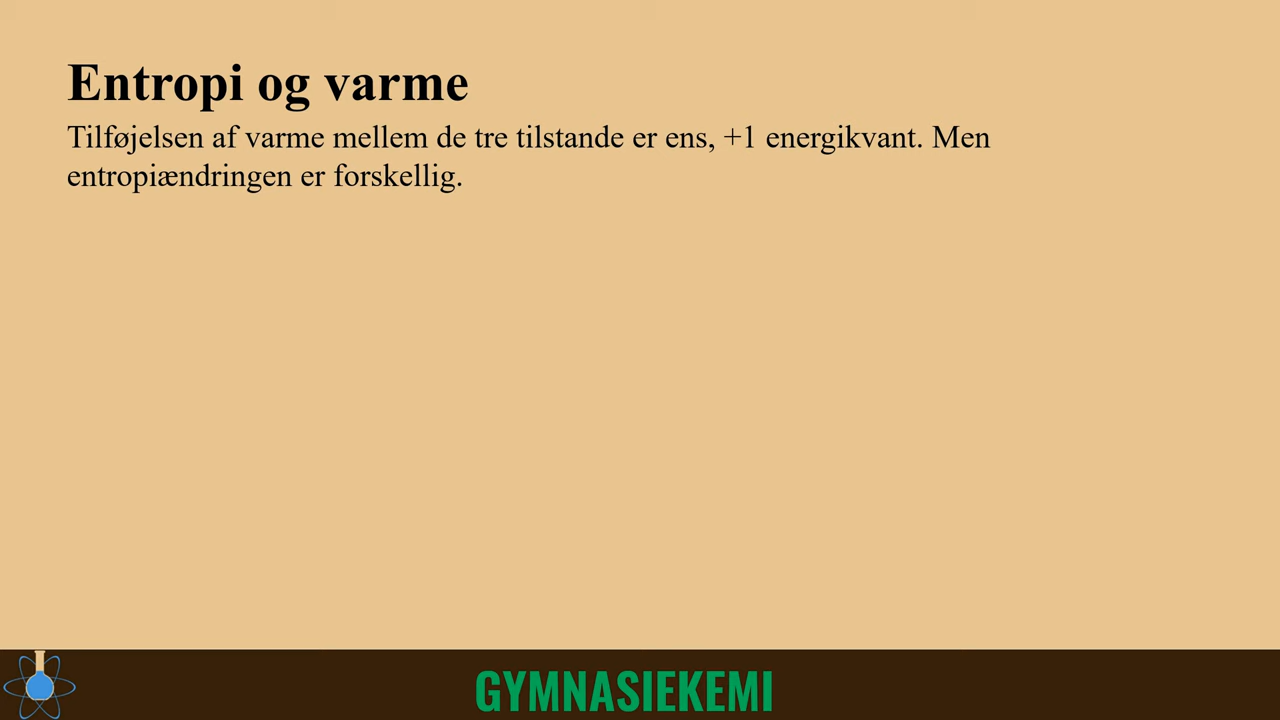 Entropi og varme
Tilføjelsen af varme mellem de tre tilstande er ens, +1 energikvant. Men
entropiændringen er forskellig.
GYMNASIEKEMI